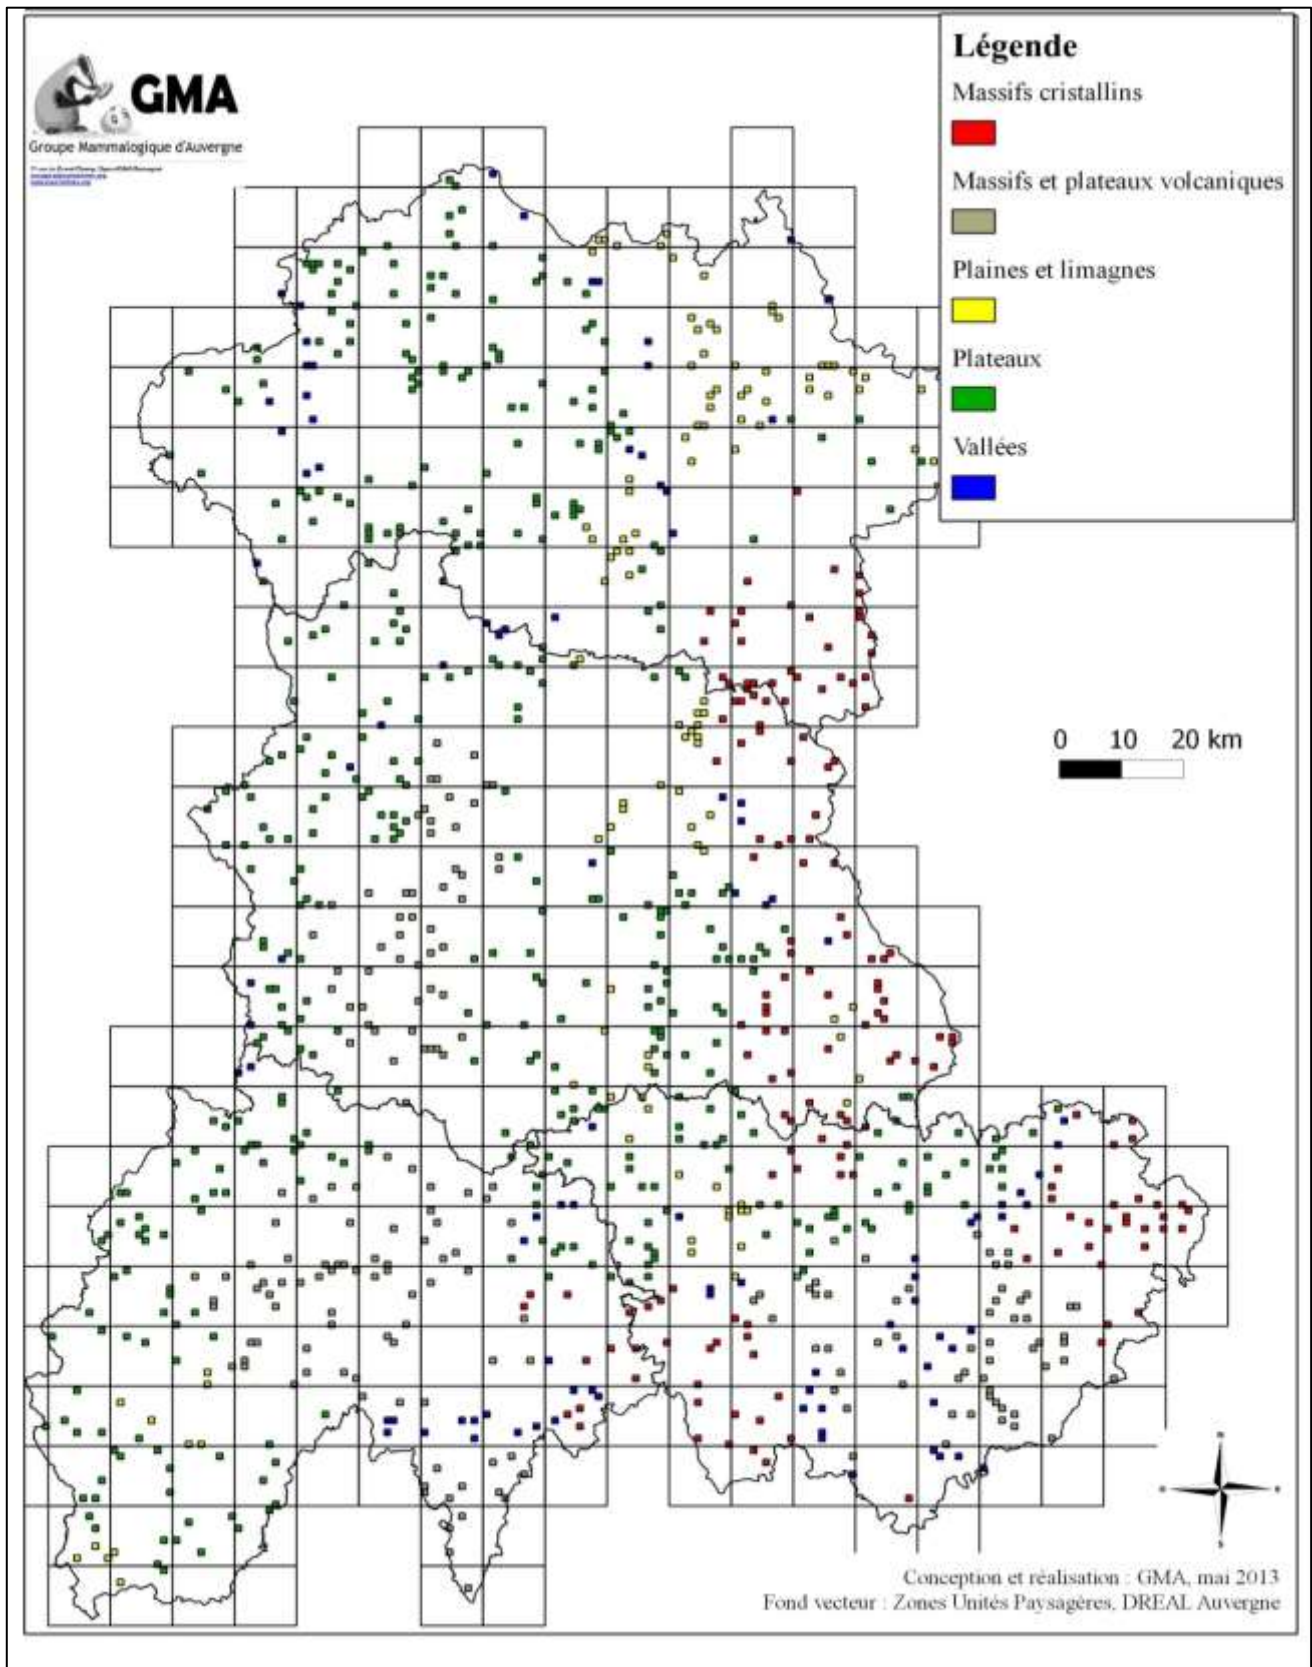 GMA
Groupe Mammalogique d'Auvergne
Légende
Massifs cristallins
Massifs et plateaux volcaniques
Plaines et limagnes
Plateaux
Vallées
0 10 20 km
Conception et réalisation : GMA, mai 2013
Fond vecteur : Zones Unités Paysagères, DREAL Auvergne